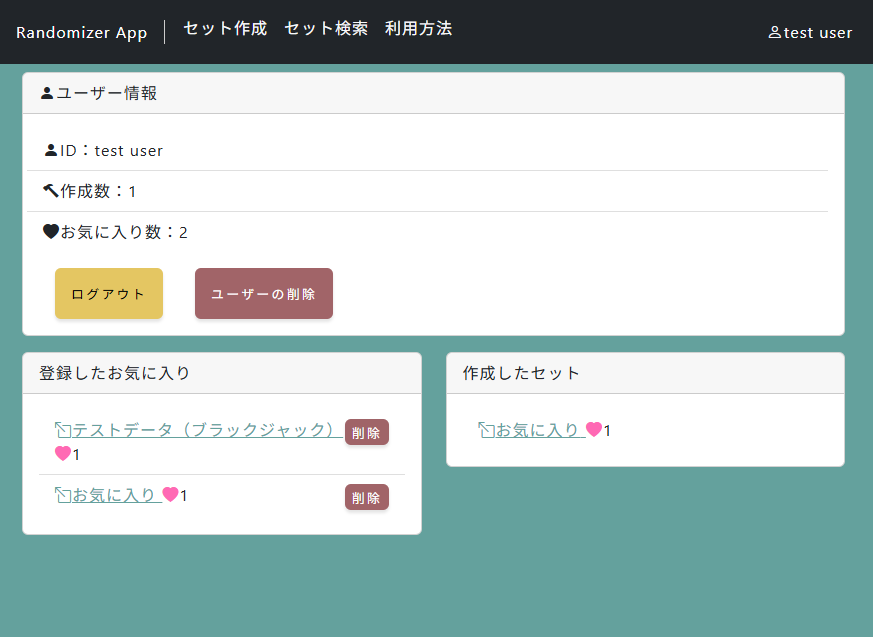 Randomizer App セット作成 セット検索 利用方法 test user
ユーザー情報
ID：test user
作成数：1
お気に入り数：2
ログアウト ユーザーの削除
登録したお気に入り
テストデータ（ブラックジャック） 削除
1
お気に入り 1 削除
作成したセット
お気に入り 1